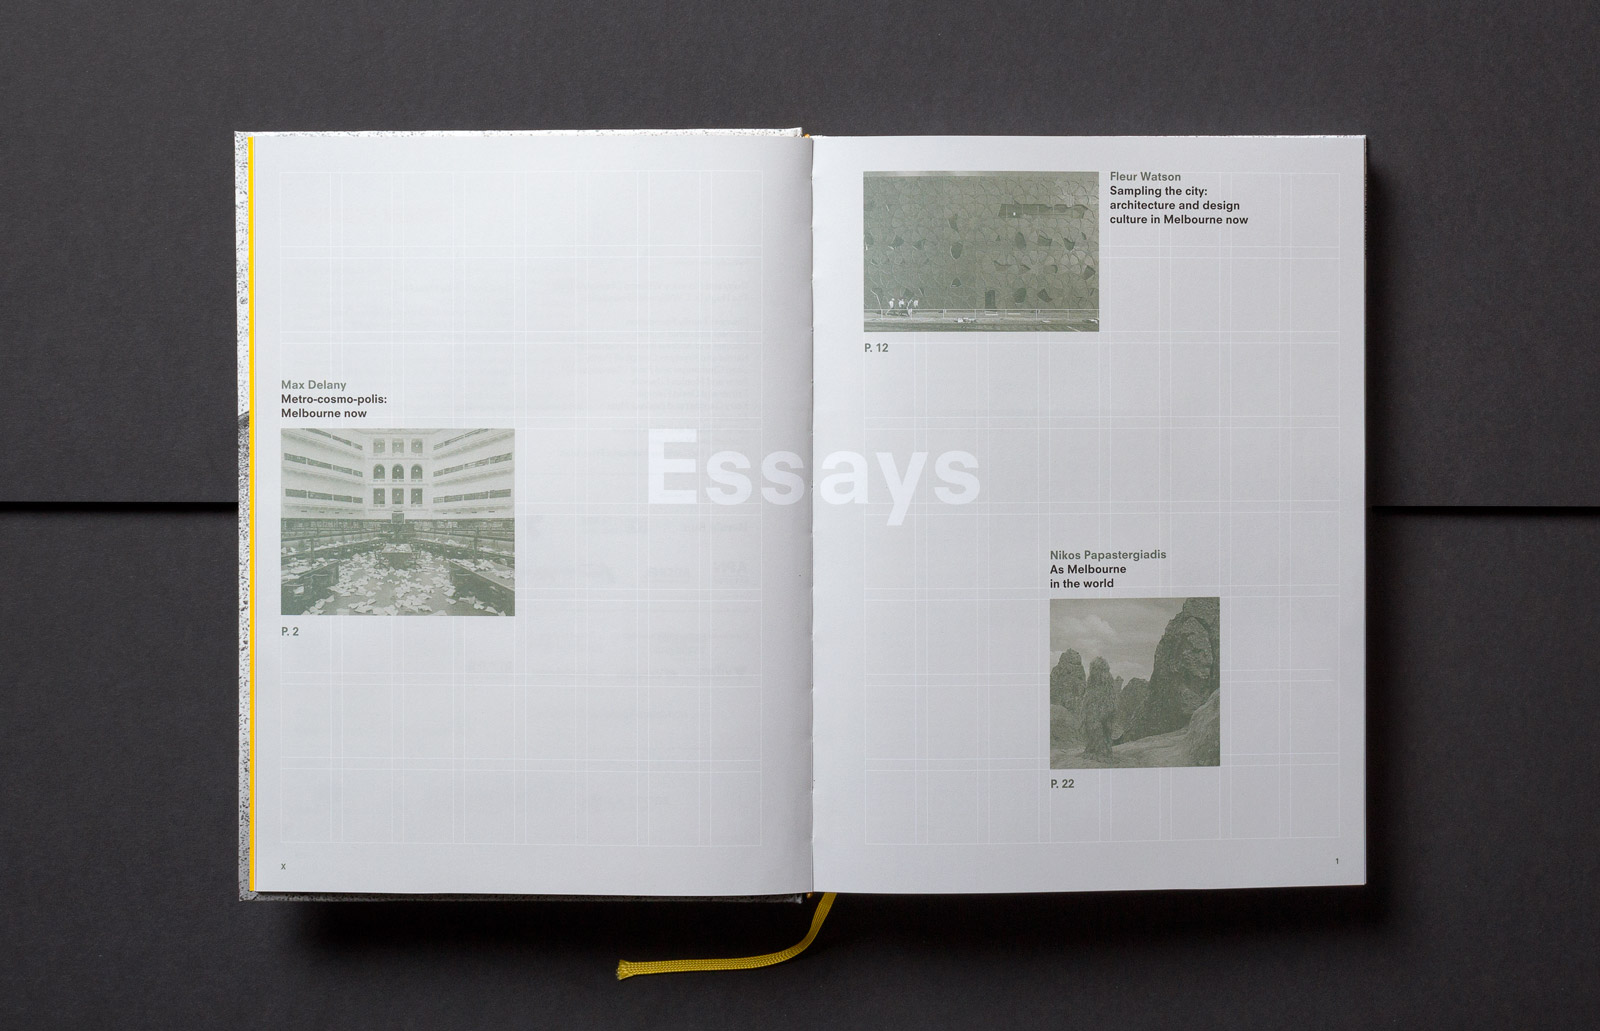 Max Delany
Metro-cosmo-polis:
Melbourne now
P. 2
X
Essays
Fleur Watson
Sampling the city:
architecture and design
culture in Melbourne now
P. 12
Nikos Papastergiadis
As Melbourne
in the world
P. 22
1